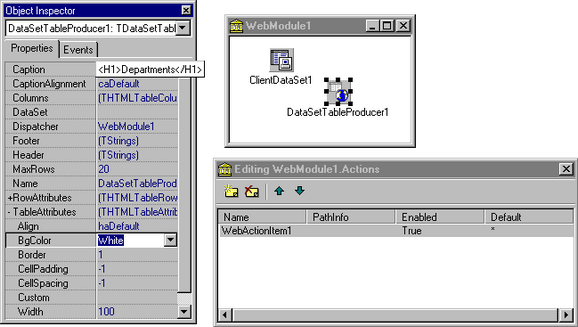 Object Inspector
DataSetTableProducer1: TDataSetTabl
Properties Events
Caption <H1>Departments</H1>
CaptionAlignment caDefault
Columns (THTMLTableColu
DataSet
Dispatcher WebModule1
Footer (TStrings)
Header (TStrings)
MaxRows 20
Name DataSetTableProd
+RowAttributes (THTMLTableRow
- TableAttributes (THTMLTableAttrib
Align haDefault
BgColor White
Border 1
CellPadding -1
CellSpacing -1
Custom
Width 100
WebModule1
ClientDataSet1
DataSetTableProducer1
Editing WebModule1.Actions
Name PathInfo Enabled Default
WebActionItem1 True *